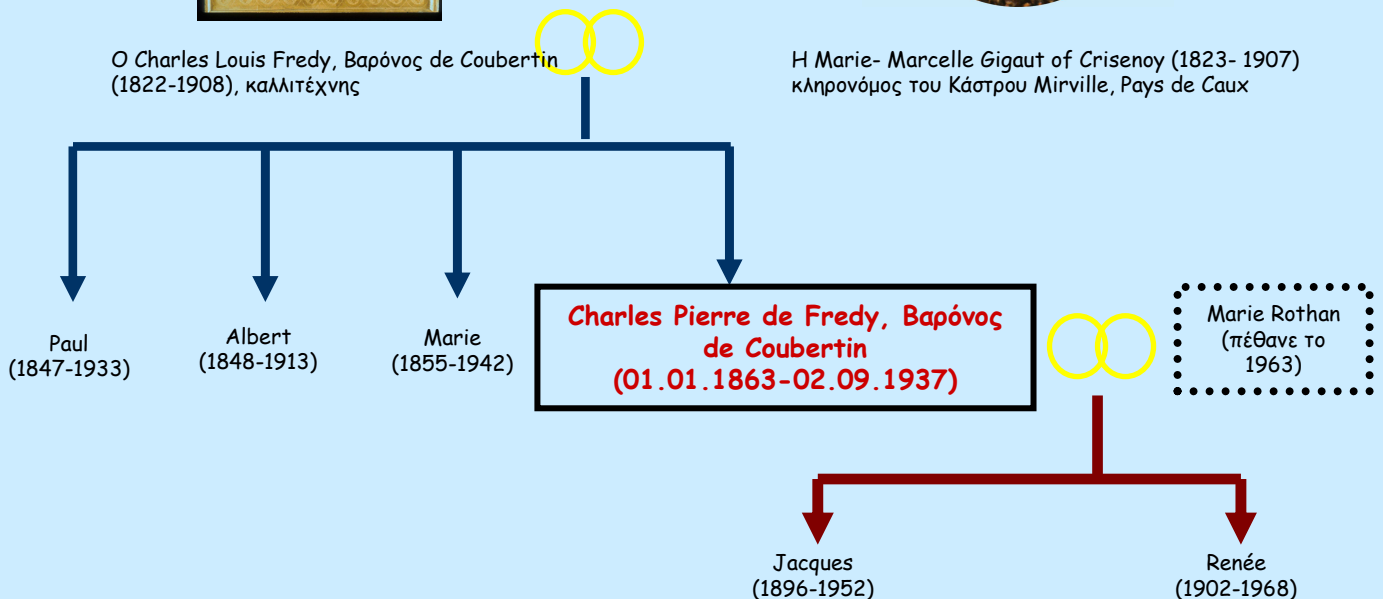 Ο Charles Louis Fredy, Βαρόνος de Coubertin
(1822-1908), καλλιτέχνης
Η Marie- Marcelle Gigaut of Crisenoy (1823- 1907)
κληρονόμος του Κάστρου Mirville, Pays de Caux
Paul
(1847-1933)
Albert
(1848-1913)
Marie
(1855-1942)
Charles Pierre de Fredy, Βαρόνος
de Coubertin
(01.01.1863-02.09.1937)
Marie Rothan
(πέθανε το
1963)
Jacques
(1896-1952)
Renée
(1902-1968)